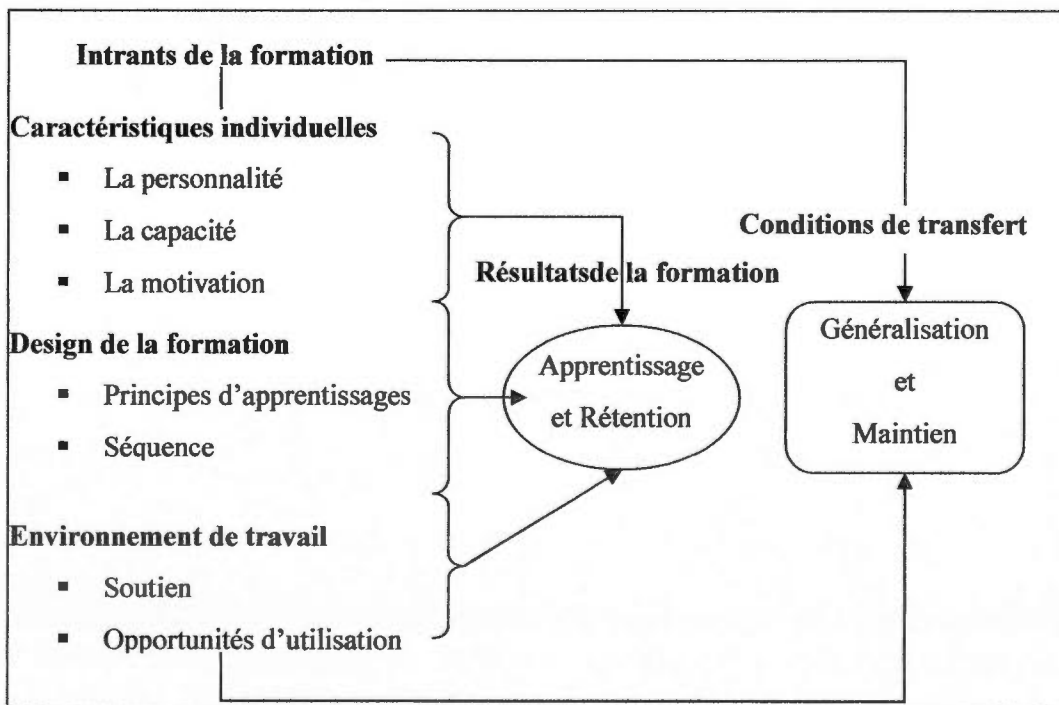 Intrants de la formation
Caractéristiques individuelles
▪ La personnalité
▪ La capacité
▪ La motivation
Design de la formation
▪ Principes d'apprentissages
▪ Séquence
Environnement de travail
▪ Soutien
▪ Opportunités d'utilisation
Résultatsde la formation
Apprentissage
et Rétention
Conditions de transfert
Généralisation
et
Maintien